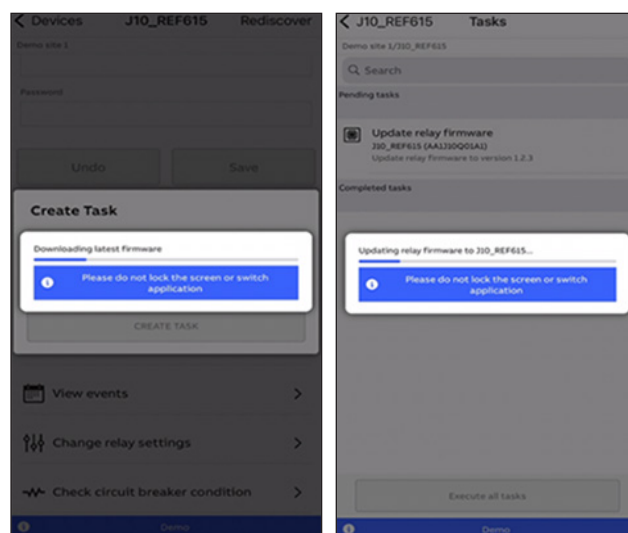 Devices J10_REF615 Rediscover
Demo site 1
Password
Undo Save
Create Task
Downloading latest firmware
Please do not lock the screen or switch
application
CREATE TASK
View events
Change relay settings
Check circuit breaker condition
Demo
J10_REF615 Tasks
Demo site 1/J10_REF615
Search
Pending tasks
Update relay firmware
J10_REF615 (AA1J10Q01A1)
Update relay firmware to version 1.2.3
Completed tasks
Updating relay firmware to J10_REF615...
Please do not lock the screen or switch
application
Execute all tasks
Demo